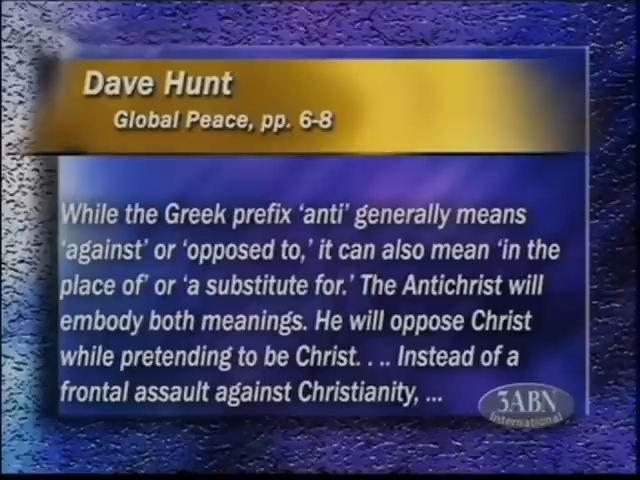 Dave Hunt
Global Peace, pp. 6-8
While the Greek prefix ‘anti’ generally means
‘against’ or ‘opposed to,’ it can also mean ‘in the
place of’ or ‘a substitute for.’ The Antichrist will
embody both meanings. He will oppose Christ
while pretending to be Christ. . .. Instead of a
frontal assault against Christianity, ...
3ABN
International